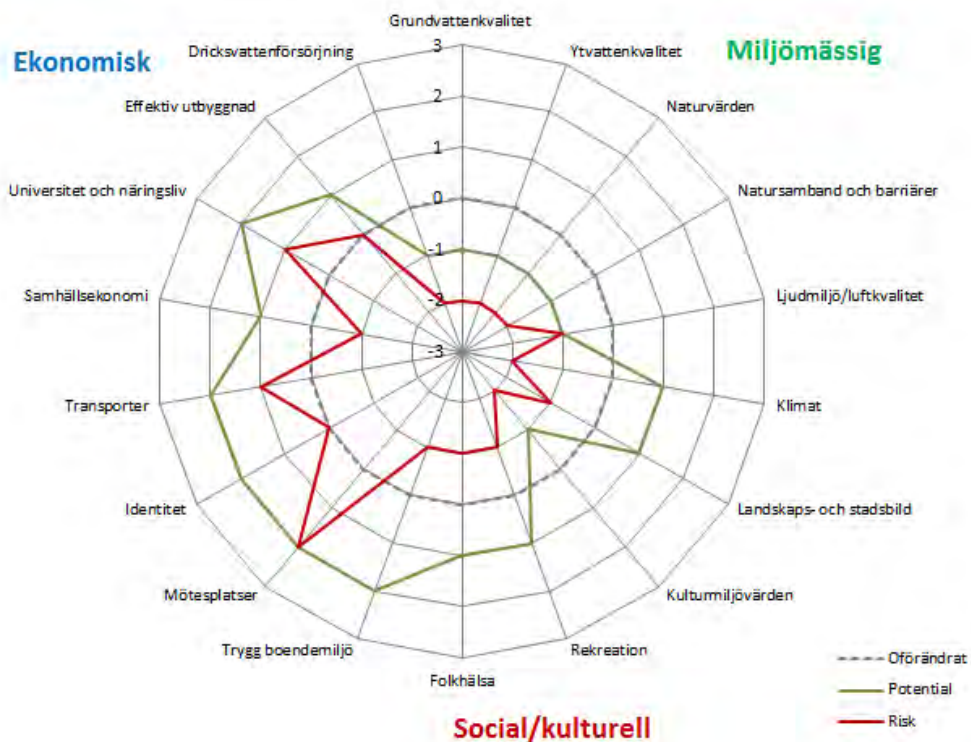 Grundvattenkvalitet
Dricksvattenförsörjning
Ytvattenkvalitet
Ekonomisk
Miljömässig
Effektiv utbyggnad
Naturvärden
Universitet och näringsliv
Natursamband och barriärer
Samhällsekonomi
Ljudmiljö/luftkvalitet
Transporter
Klimat
Identitet
Landskaps- och stadsbild
Mötesplatser
Kulturmiljövärden
Trygg boendemiljö
Rekreation
Folkhälsa
3
2
1
0
-1
-2
-3
Oförändrat
Potential
Risk
Social/kulturell